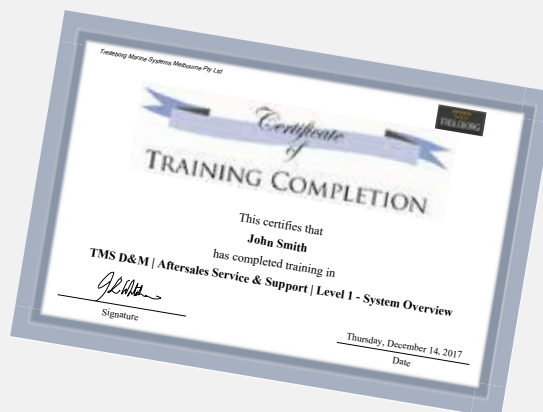 Trelleborg Marine Systems Melbourne Pty Ltd
TRELLEBORG
Certificate
of
TRAINING COMPLETION
This certifies that
John Smith
has completed training in
TMS D&M | Aftersales Service & Support | Level 1 - System Overview
Signature
Thursday, December 14, 2017
Date